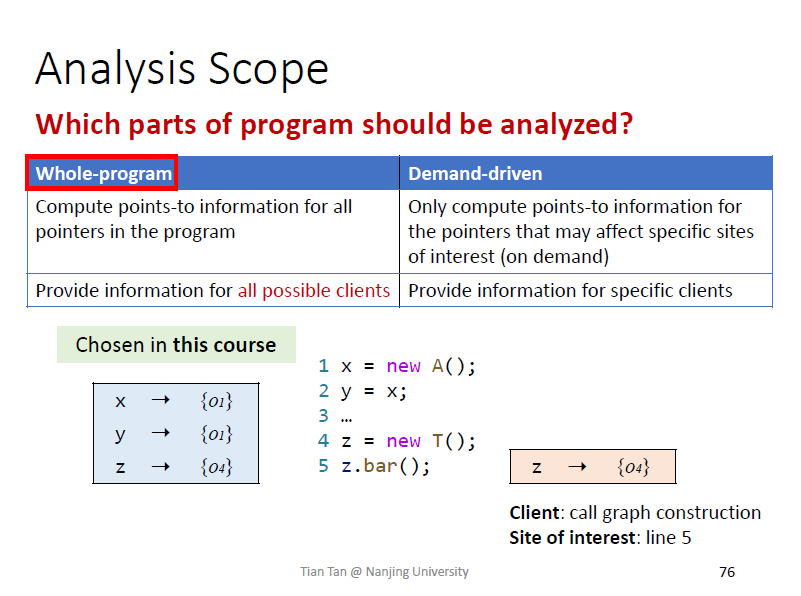 Analysis Scope
Which parts of program should be analyzed?
Whole-program
Demand-driven
Compute points-to information for all
pointers in the program
Only compute points-to information for
the pointers that may affect specific sites
of interest (on demand)
Provide information for all possible clients
Provide information for specific clients
Chosen in this course
x → {o1}
y → {o1}
z → {o4}
1 x = new A();
2 y = x;
3 …
4 z = new T();
5 z.bar();
z → {o4}
Client: call graph construction
Site of interest: line 5
Tian Tan @ Nanjing University
76